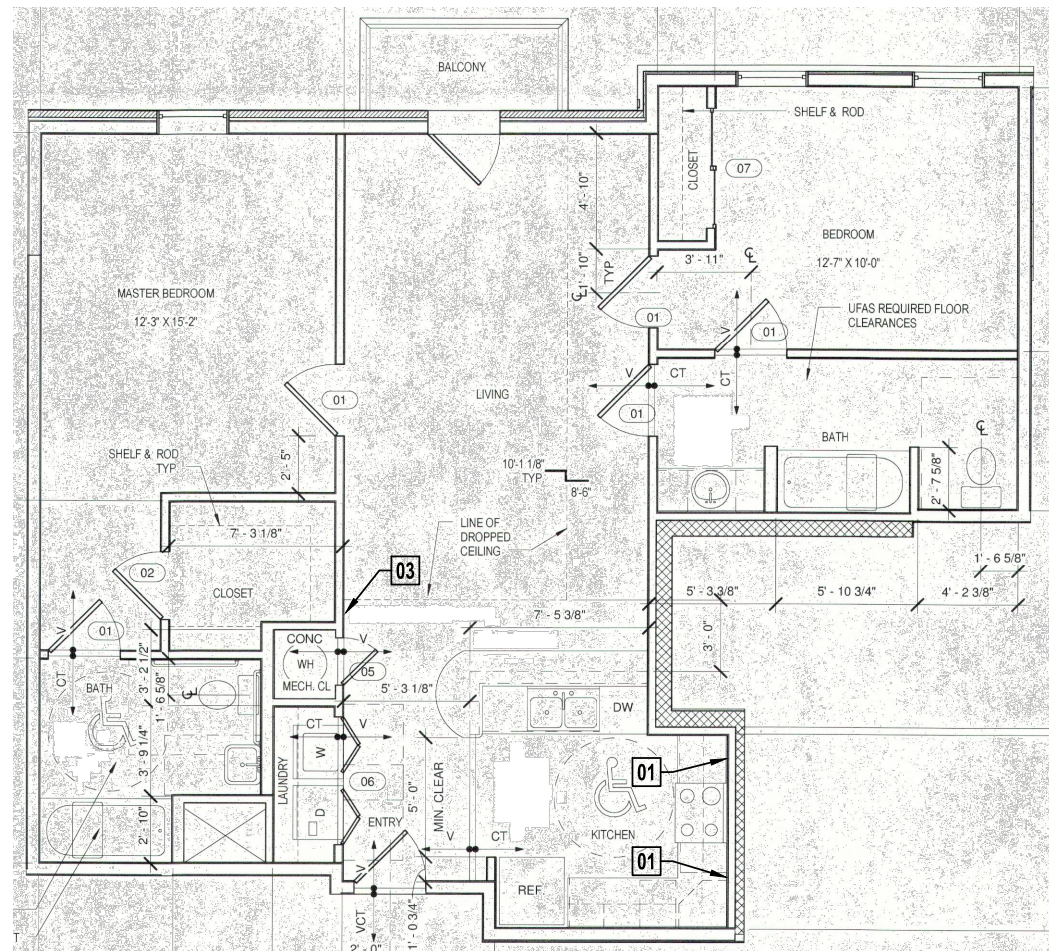 BALCONY
SHELF & ROD
CLOSET
07
4' - 10"
BEDROOM
12'-7" X 10'-0"
3' - 11"
℄
1' - 10"
TYP
℄
MASTER BEDROOM
12'-3" X 15'-2"
UFAS REQUIRED FLOOR
CLEARANCES
01
V
01
V
CT
CT
LIVING
01
01
BATH
℄
SHELF & ROD
TYP.
2' - 5"
10'-1 1/8"
TYP.
8'-6"
2' - 7 5/8"
LINE OF
DROPPED
CEILING
7' - 3 1/8"
02
CLOSET
03
1' - 6 5/8"
5' - 3 3/8"
5' - 10 3/4"
4' - 2 3/8"
7' - 5 3/8"
3' - 0"
V
01
CONC
WH
MECH. CL
V
05
CT
BATH
3' - 2 1/2"
1' - 6 5/8"
℄
5' - 3 1/8"
DW
CT
V
W
LAUNDRY
06
D
3' - 9 1/4"
2' - 10"
MIN. CLEAR
5' - 0"
ENTRY
01
KITCHEN
V
CT
01
REF.
V
VCT
1' - 0 3/4"
2' - 0"
T